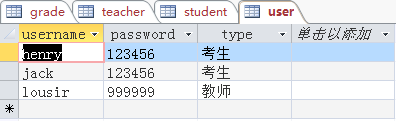 grade teacher student user
username password type 单击以添加
henry 123456 考生
jack 123456 考生
lousir 999999 教师
*